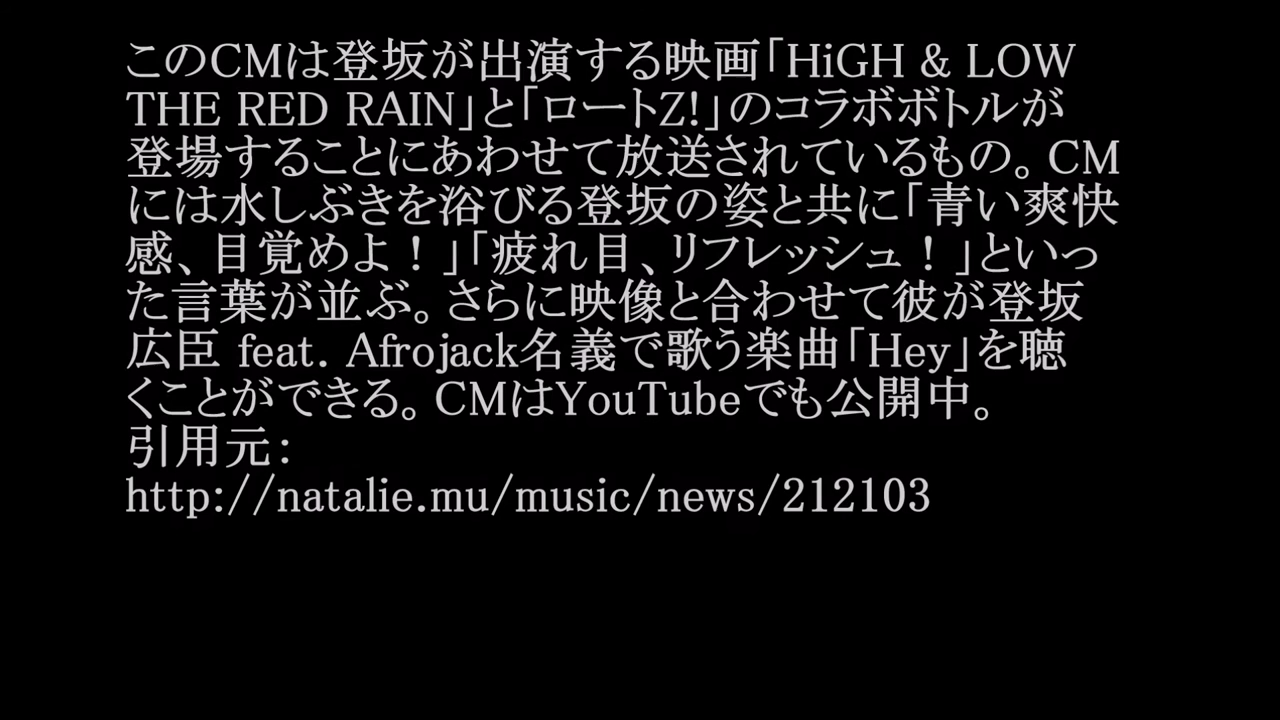 このCMは登坂が出演する映画「HiGH & LOW
THE RED RAIN」と「ロートZ!」のコラボボトルが
登場することにあわせて放送されているもの。CM
には水しぶきを浴びる登坂の姿と共に「青い爽快
感、目覚めよ！」「疲れ目、リフレッシュ！」といっ
た言葉が並ぶ。さらに映像と合わせて彼が登坂
広臣 feat. Afrojack名義で歌う楽曲「Hey」を聴
くことができる。CMはYouTubeでも公開中。
引用元：
http://natalie.mu/music/news/212103